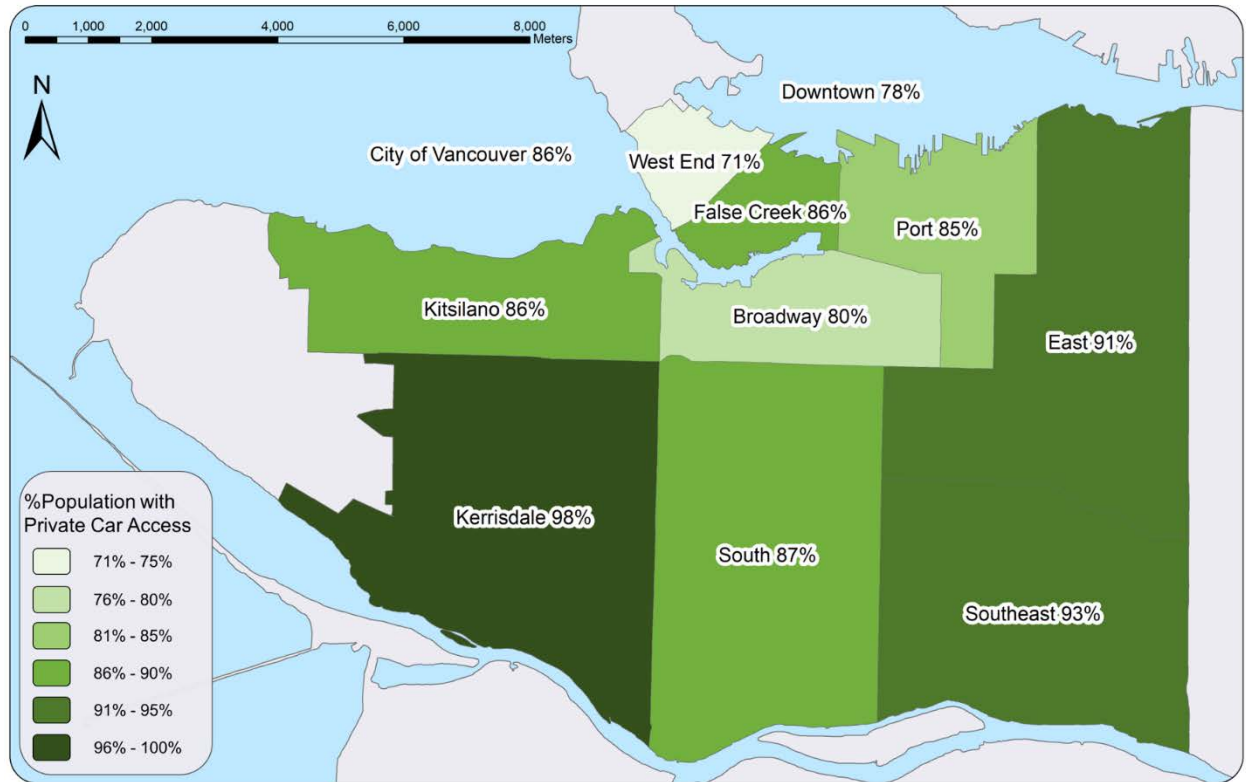 0 1,000 2,000 4,000 6,000 8,000
Meters
N
Downtown 78%
City of Vancouver 86%
West End 71%
False Creek 86%
Port 85%
Kitsilano 86%
Broadway 80%
East 91%
Kerrisdale 98%
South 87%
Southeast 93%
%Population with
Private Car Access
71% - 75%
76% - 80%
81% - 85%
86% - 90%
91% - 95%
96% - 100%